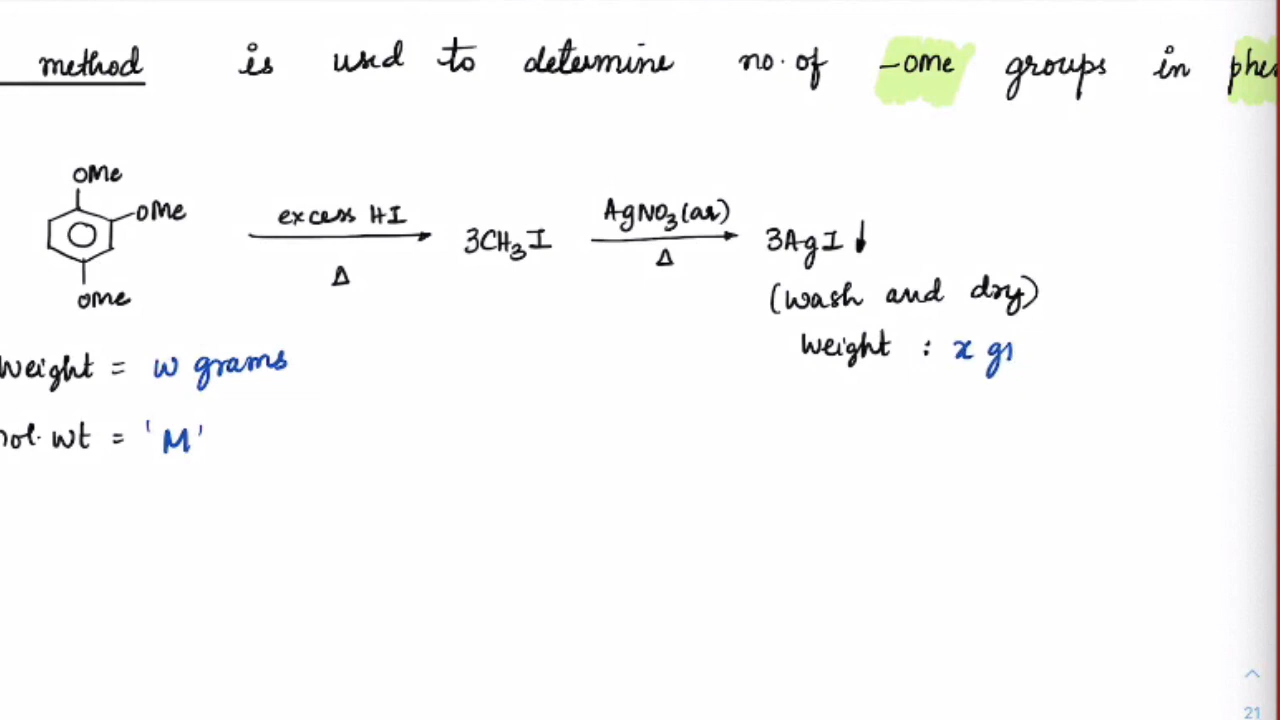 method is used to determine no. of -OMe groups in phe
OMe
OMe
OMe
excess HI
Δ
3CH₃I
AgNO₃(aq)
Δ
3AgI↓
(wash and dry)
weight : x gr
weight = w grams
mol. wt = 'M'
21